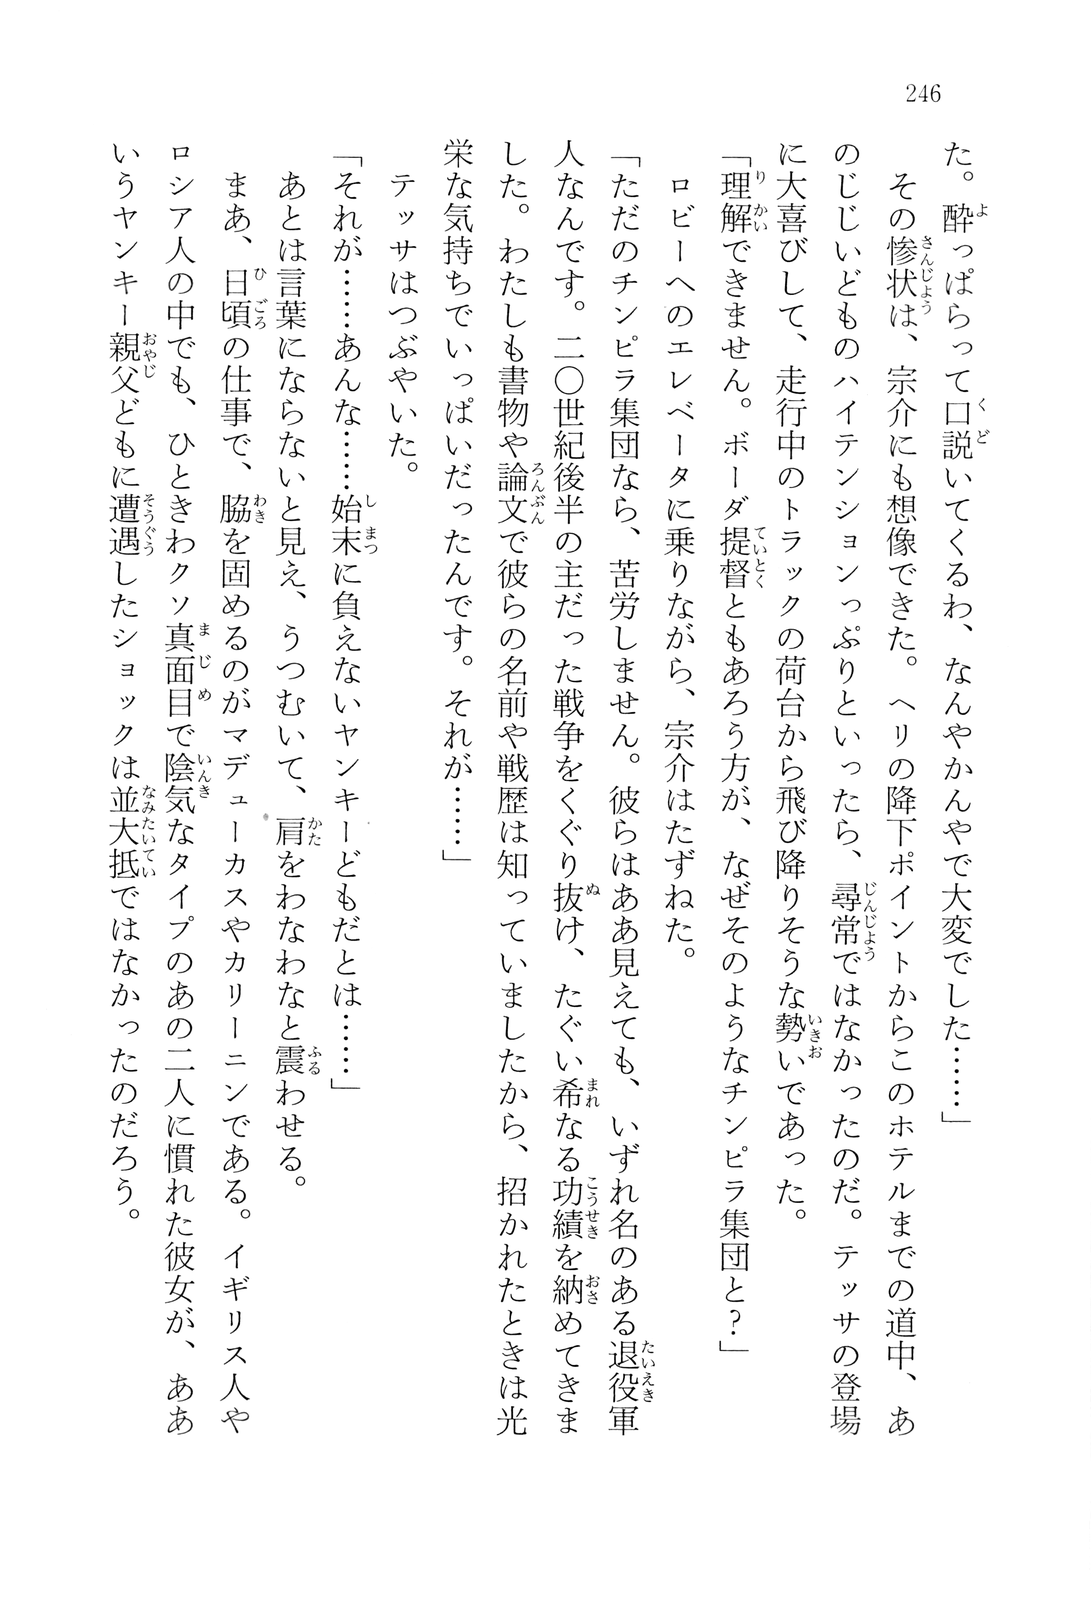 246
た。酔っぱらって口説いてくるわ、なんやかんやで大変でした……」
その惨状は、宗介にも想像できた。ヘリの降下ポイントからこのホテルまでの道中、あ
のじじいどものハイテンションっぷりといったら、尋常ではなかったのだ。テッサの登場
に大喜びして、走行中のトラックの荷台から飛び降りそうな勢いであった。
「理解できません。ボーダ提督ともあろう方が、なぜそのようなチンピラ集団と?」
ロビーへのエレベータに乗りながら、宗介はたずねた。
「ただのチンピラ集団なら、苦労しません。彼らはああ見えても、いずれ名のある退役軍
人なんです。二〇世紀後半の主だった戦争をくぐり抜け、たぐい希なる功績を納めてきま
した。わたしも書物や論文で彼らの名前や戦歴は知っていましたから、招かれたときは光
栄な気持ちでいっぱいだったんです。それが……」
テッサはつぶやいた。
「それが……あんな……始末に負えないヤンキーどもだとは……」
あとは言葉にならないと見え、うつむいて、肩をわなわなと震わせる。
まあ、日頃の仕事で、脇を固めるのがマデューカスやカリーニンである。イギリス人や
ロシア人の中でも、ひときわクソ真面目で陰気なタイプのあの二人に慣れた彼女が、ああ
いうヤンキー親父どもに遭遇したショックは並大抵ではなかったのだろう。